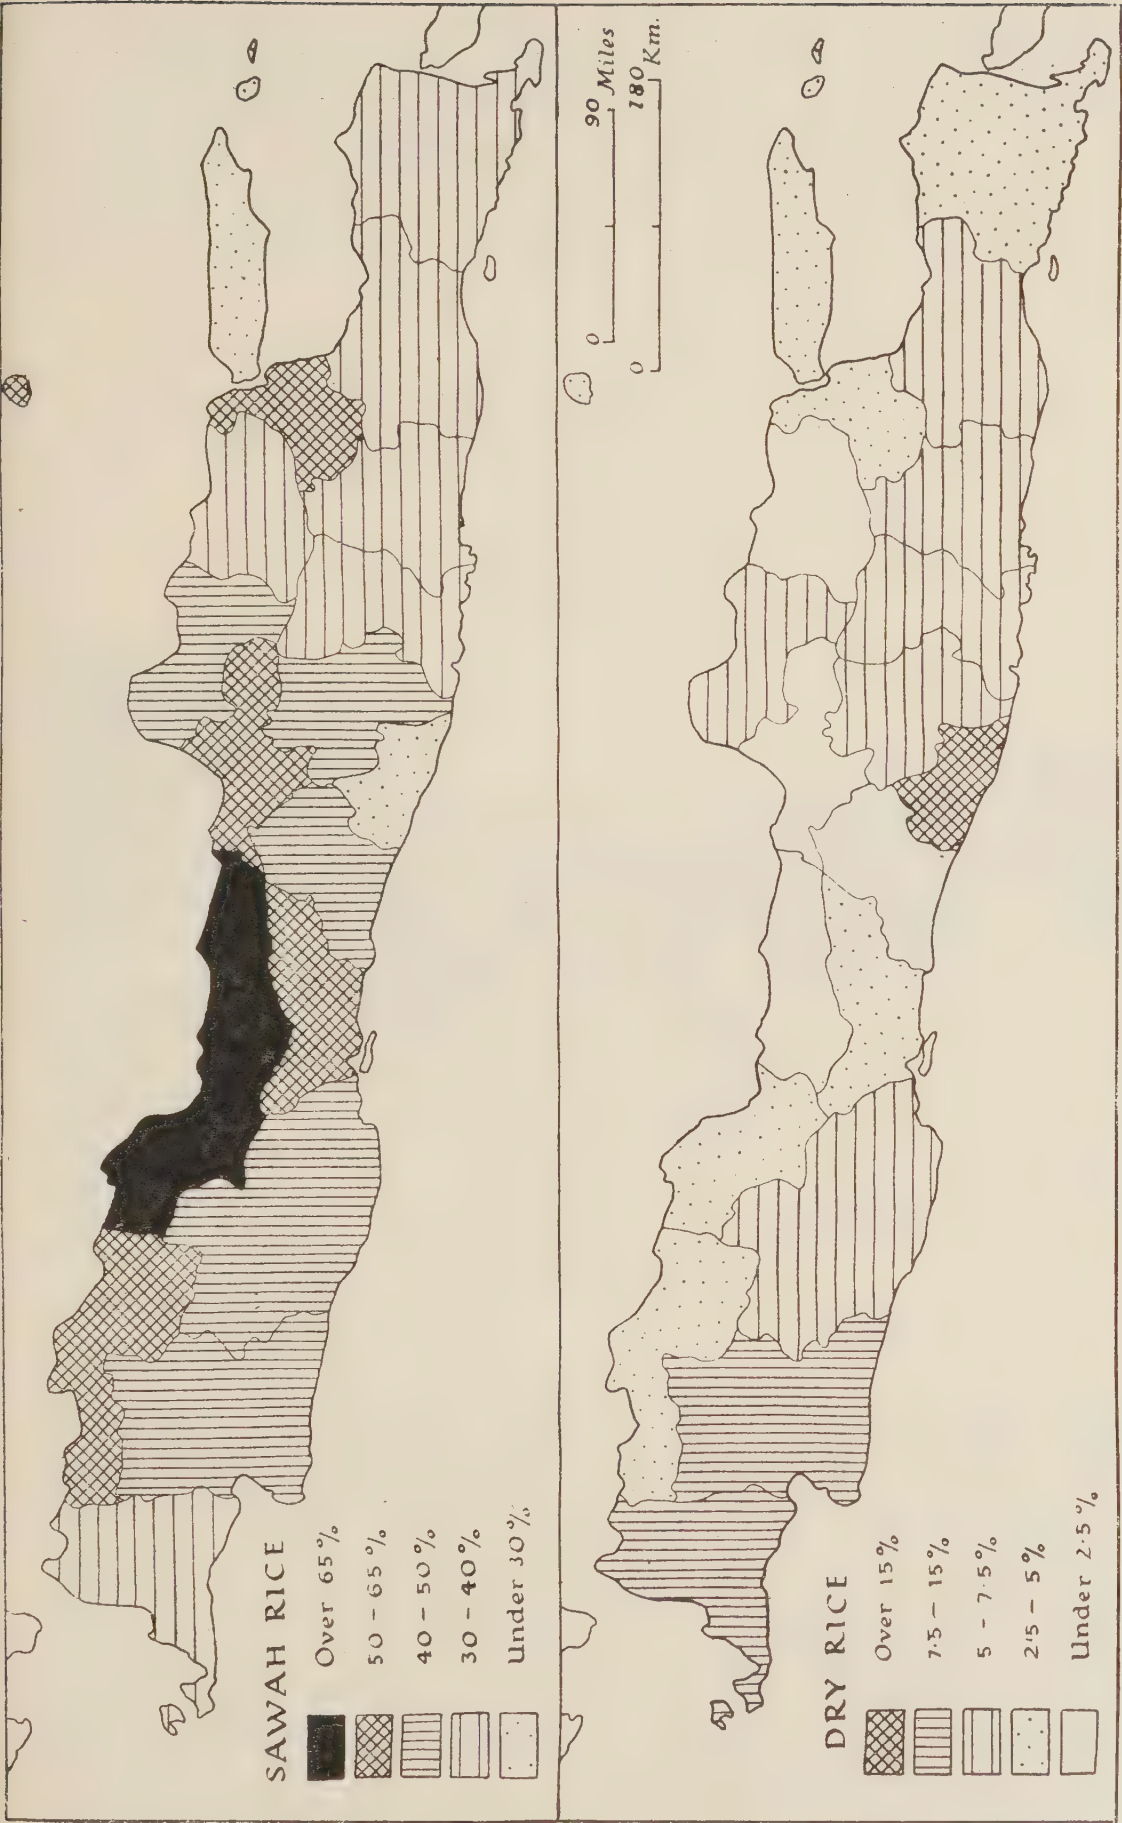 SAWAH RICE
Over 65%
50 – 65%
40 – 50%
30 – 40%
Under 30%
0 90 Miles
0 180 Km.
DRY RICE
Over 15%
7·5 – 15%
5 – 7·5%
2·5 – 5%
Under 2·5%